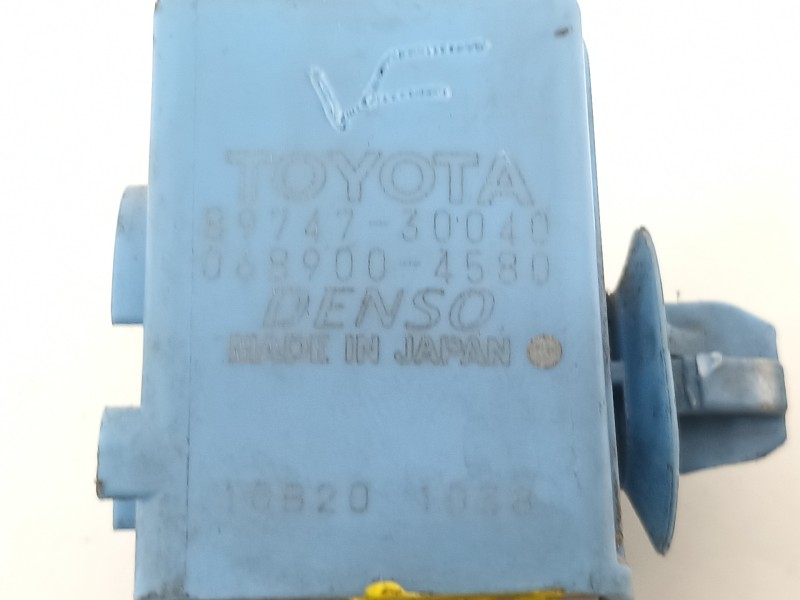 TOYOTA
89747-30040
068900-4580
DENSO
MADE IN JAPAN